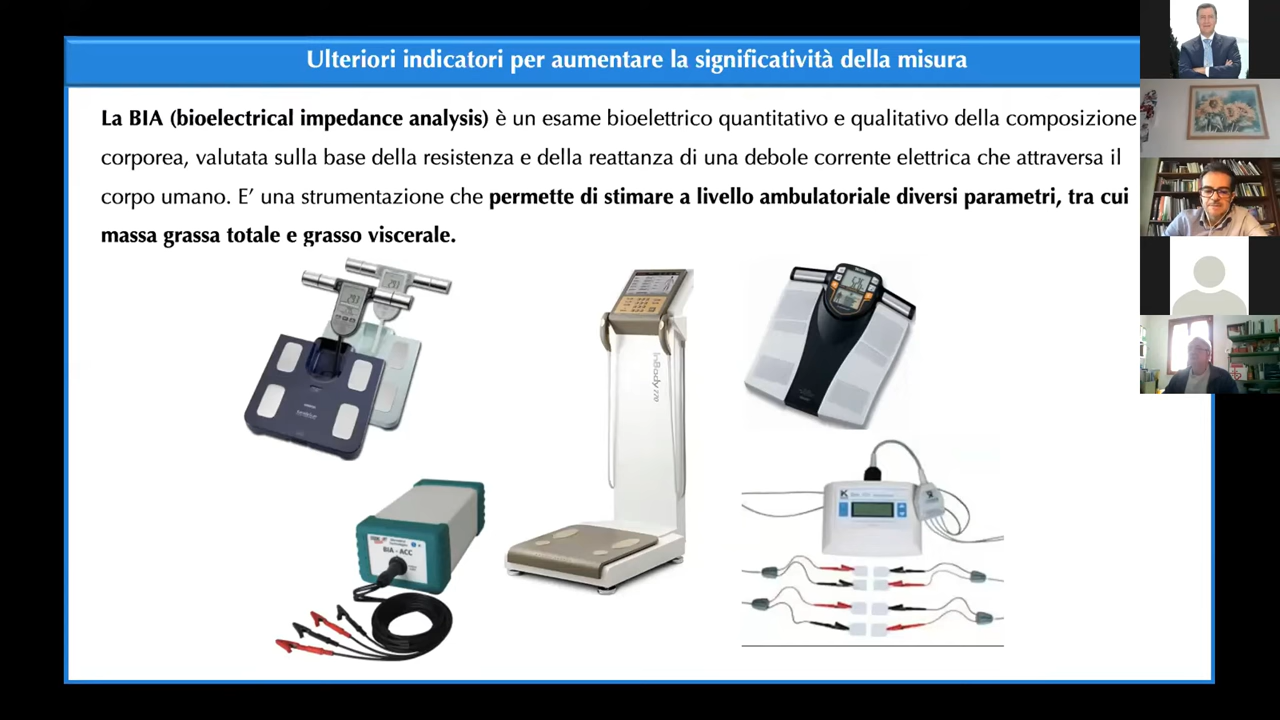 Ulteriori indicatori per aumentare la significatività della misura
La BIA (bioelectrical impedance analysis) è un esame bioelettrico quantitativo e qualitativo della composizione
corporea, valutata sulla base della resistenza e della reattanza di una debole corrente elettrica che attraversa il
corpo umano. E’ una strumentazione che permette di stimare a livello ambulatoriale diversi parametri, tra cui
massa grassa totale e grasso viscerale.
InBody 270
BIA - ACC